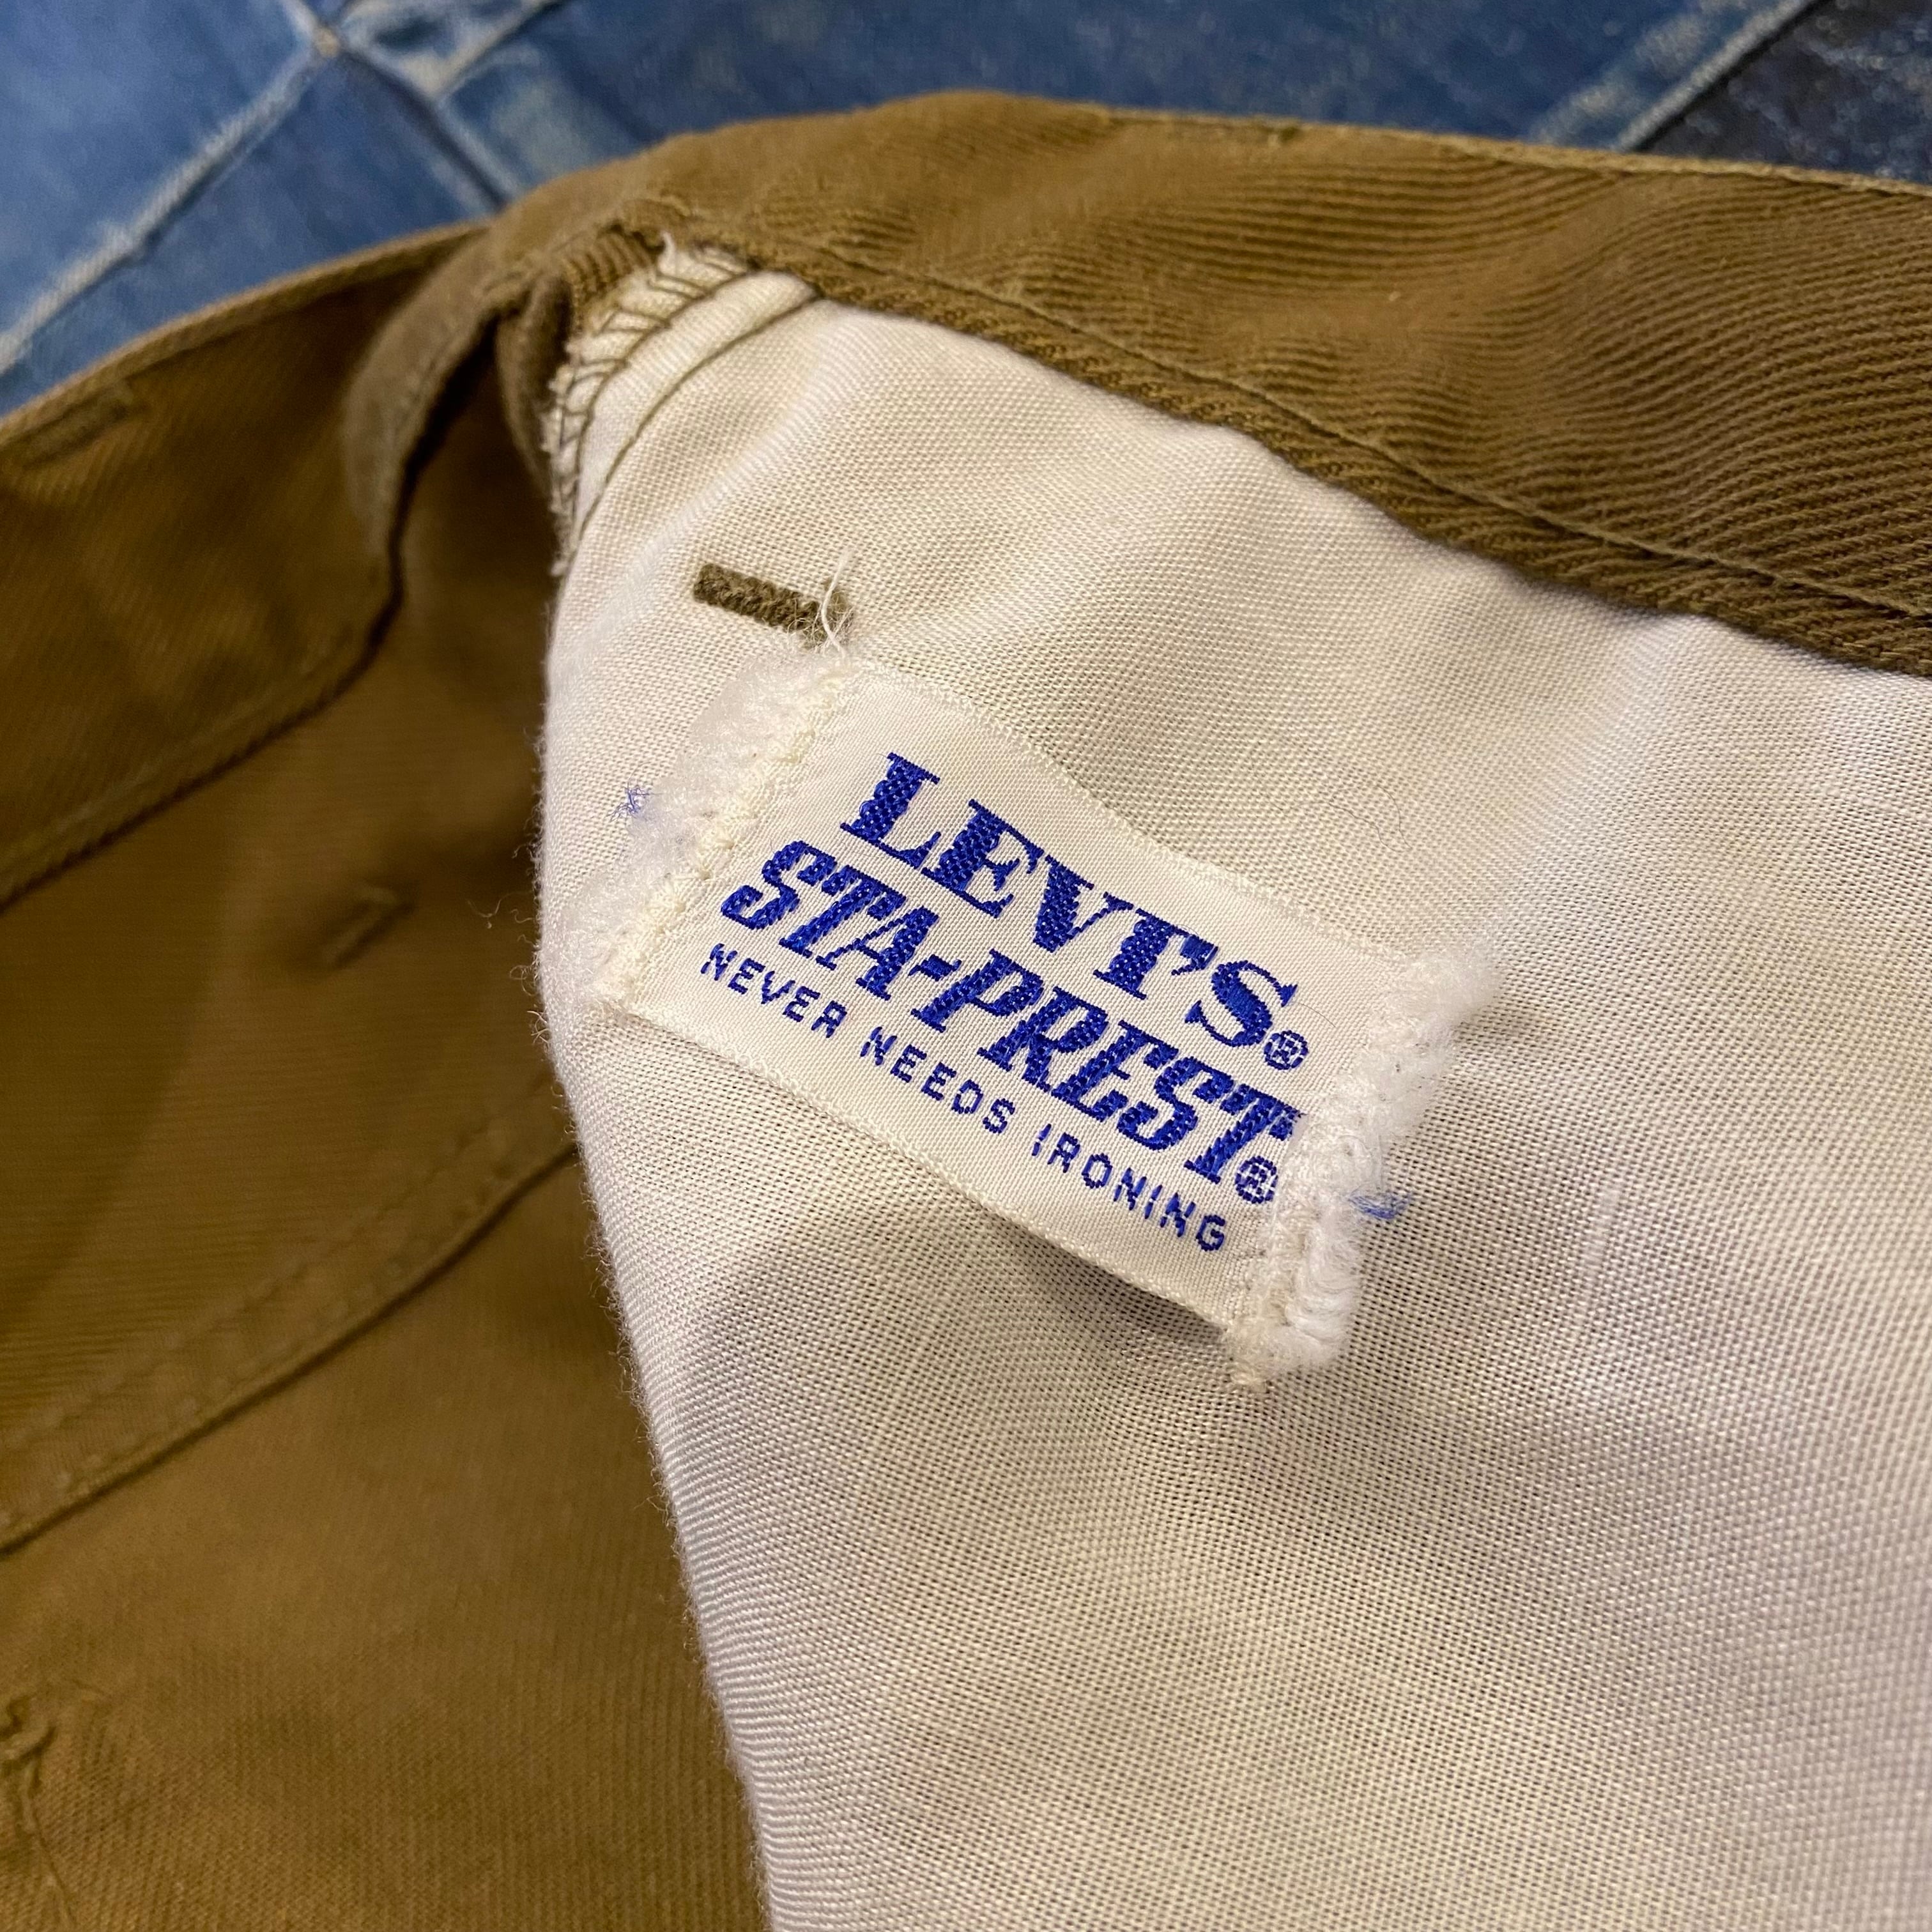 LEVI'S®
STA-PREST®
NEVER NEEDS IRONING